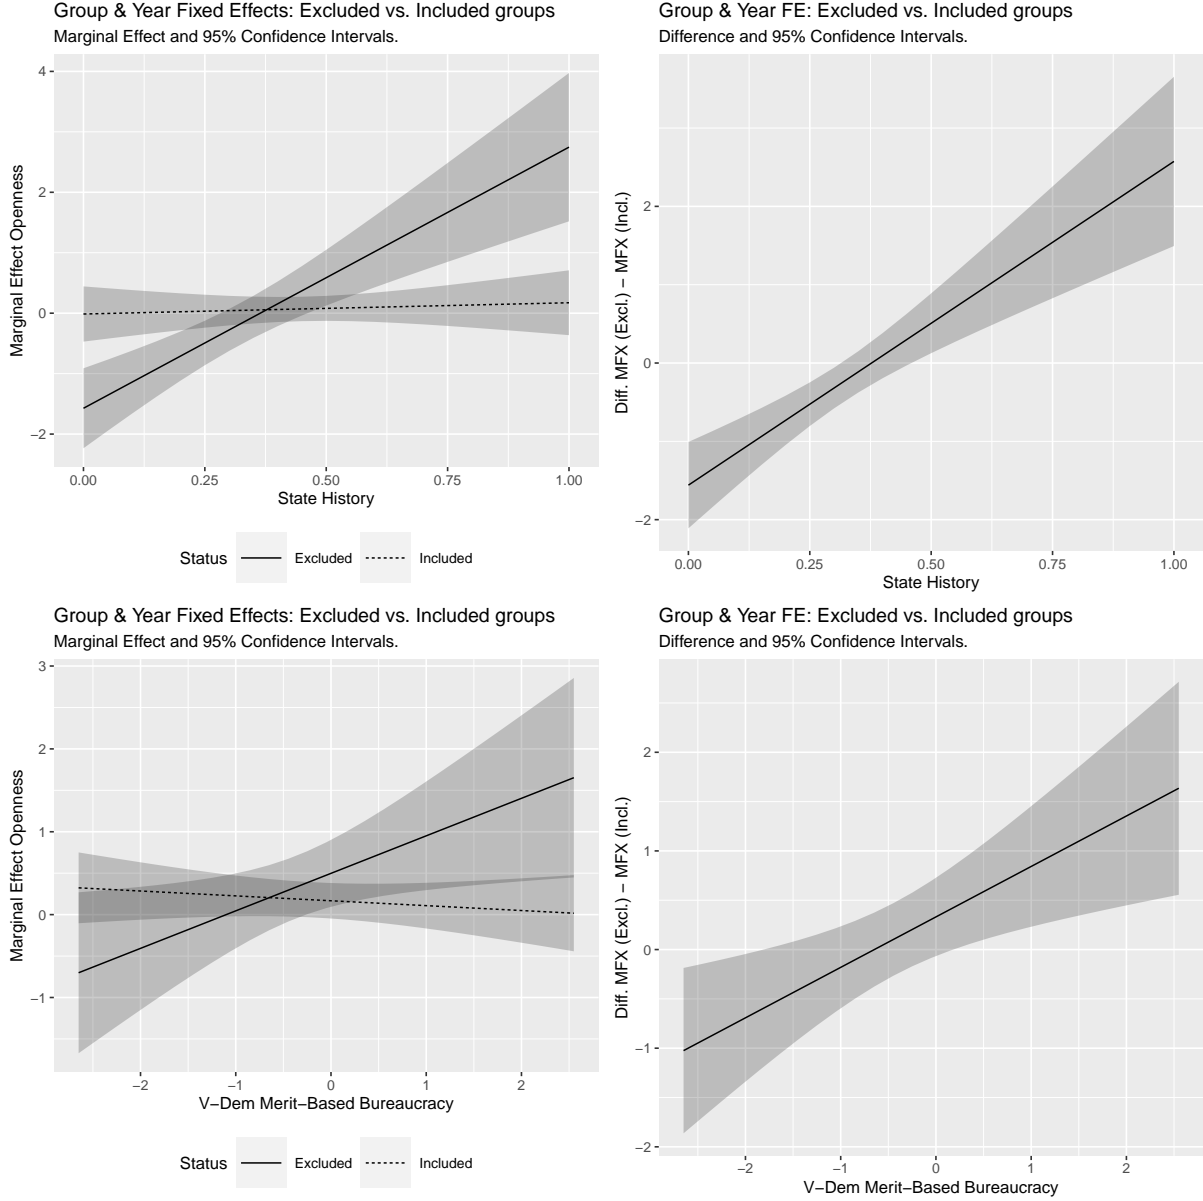 Group & Year Fixed Effects: Excluded vs. Included groups
Marginal Effect and 95% Confidence Intervals.
4
2
0
−2
Marginal Effect Openness
0.00 0.25 0.50 0.75 1.00
State History
Status Excluded Included
Group & Year FE: Excluded vs. Included groups
Difference and 95% Confidence Intervals.
2
0
−2
Diff. MFX (Excl.) − MFX (Incl.)
0.00 0.25 0.50 0.75 1.00
State History
Group & Year Fixed Effects: Excluded vs. Included groups
Marginal Effect and 95% Confidence Intervals.
3
2
1
0
−1
Marginal Effect Openness
−2 −1 0 1 2
V−Dem Merit−Based Bureaucracy
Status Excluded Included
Group & Year FE: Excluded vs. Included groups
Difference and 95% Confidence Intervals.
2
1
0
−1
−2
Diff. MFX (Excl.) − MFX (Incl.)
−2 −1 0 1 2
V−Dem Merit−Based Bureaucracy